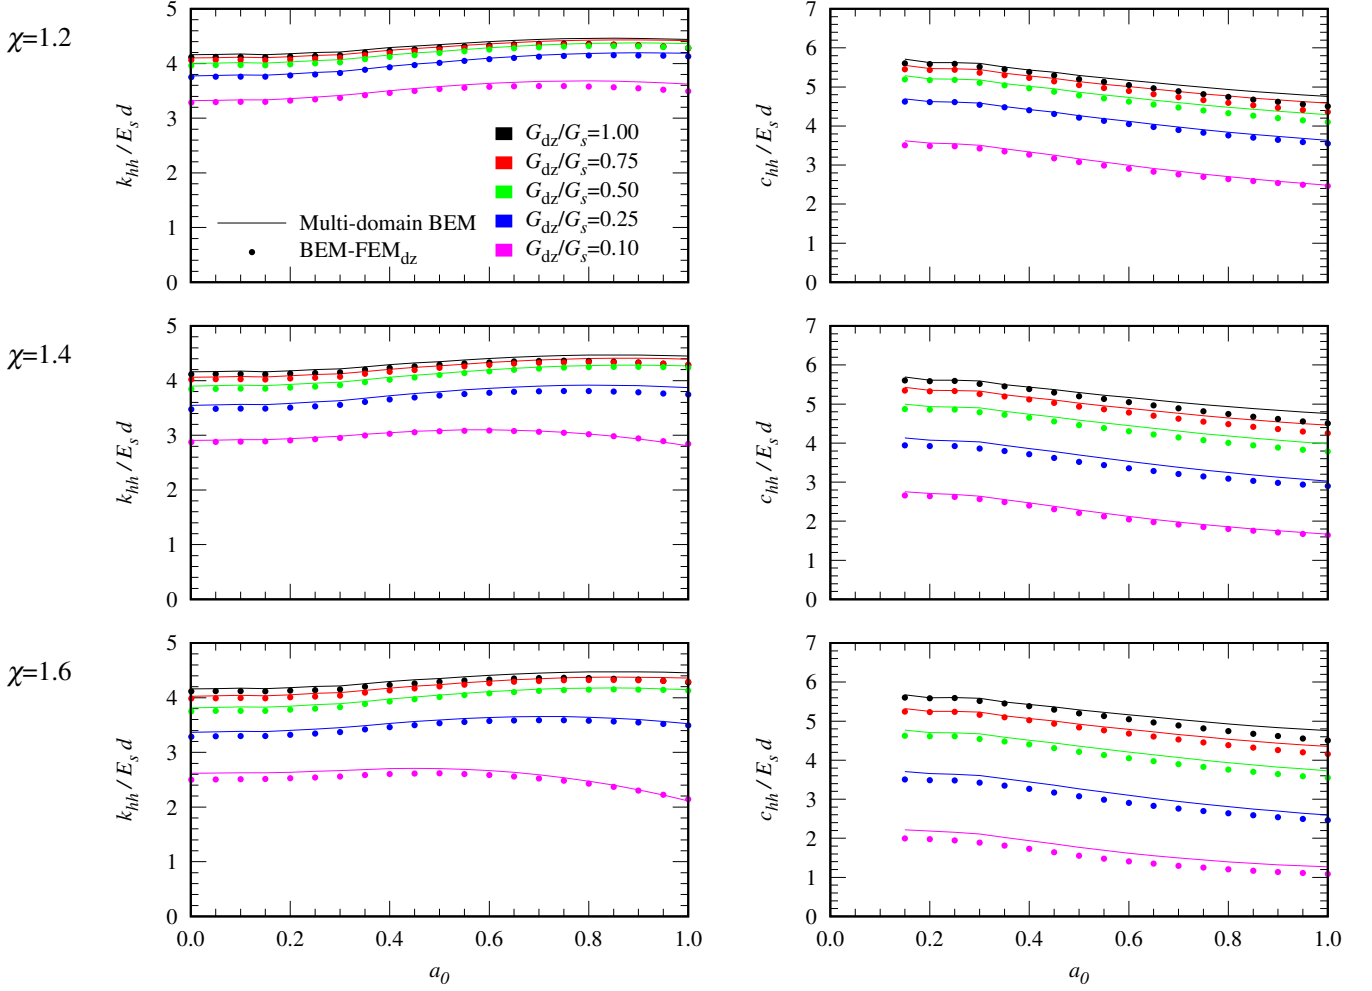 χ=1.2
k_hh / E_s d
5
4
3
2
1
0
G_dz/G_s=1.00
G_dz/G_s=0.75
G_dz/G_s=0.50
G_dz/G_s=0.25
G_dz/G_s=0.10
Multi-domain BEM
BEM-FEM_dz
c_hh / E_s d
7
6
5
4
3
2
1
0
χ=1.4
k_hh / E_s d
5
4
3
2
1
0
c_hh / E_s d
7
6
5
4
3
2
1
0
χ=1.6
k_hh / E_s d
5
4
3
2
1
0
0.0 0.2 0.4 0.6 0.8 1.0
a_0
c_hh / E_s d
7
6
5
4
3
2
1
0
0.0 0.2 0.4 0.6 0.8 1.0
a_0